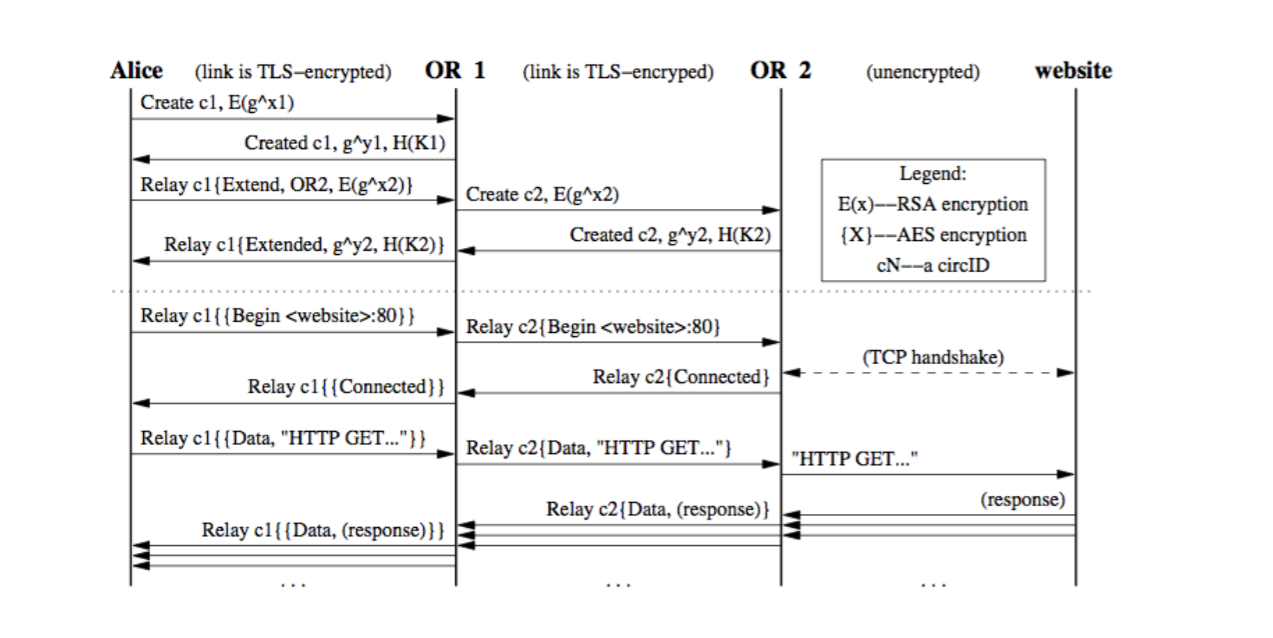 Alice (link is TLS–encrypted) OR 1 (link is TLS–encryped) OR 2 (unencrypted) website
Create c1, E(g^x1)
Created c1, g^y1, H(K1)
Relay c1{Extend, OR2, E(g^x2)}
Create c2, E(g^x2)
Created c2, g^y2, H(K2)
Relay c1{Extended, g^y2, H(K2)}
Legend:
E(x)––RSA encryption
{X}––AES encryption
cN––a circID
Relay c1{{Begin <website>:80}}
Relay c2{Begin <website>:80}
(TCP handshake)
Relay c2{Connected}
Relay c1{{Connected}}
Relay c1{{Data, "HTTP GET..."}}
Relay c2{Data, "HTTP GET..."}
"HTTP GET..."
(response)
Relay c2{Data, (response)}
Relay c1{{Data, (response)}}
... ... ...